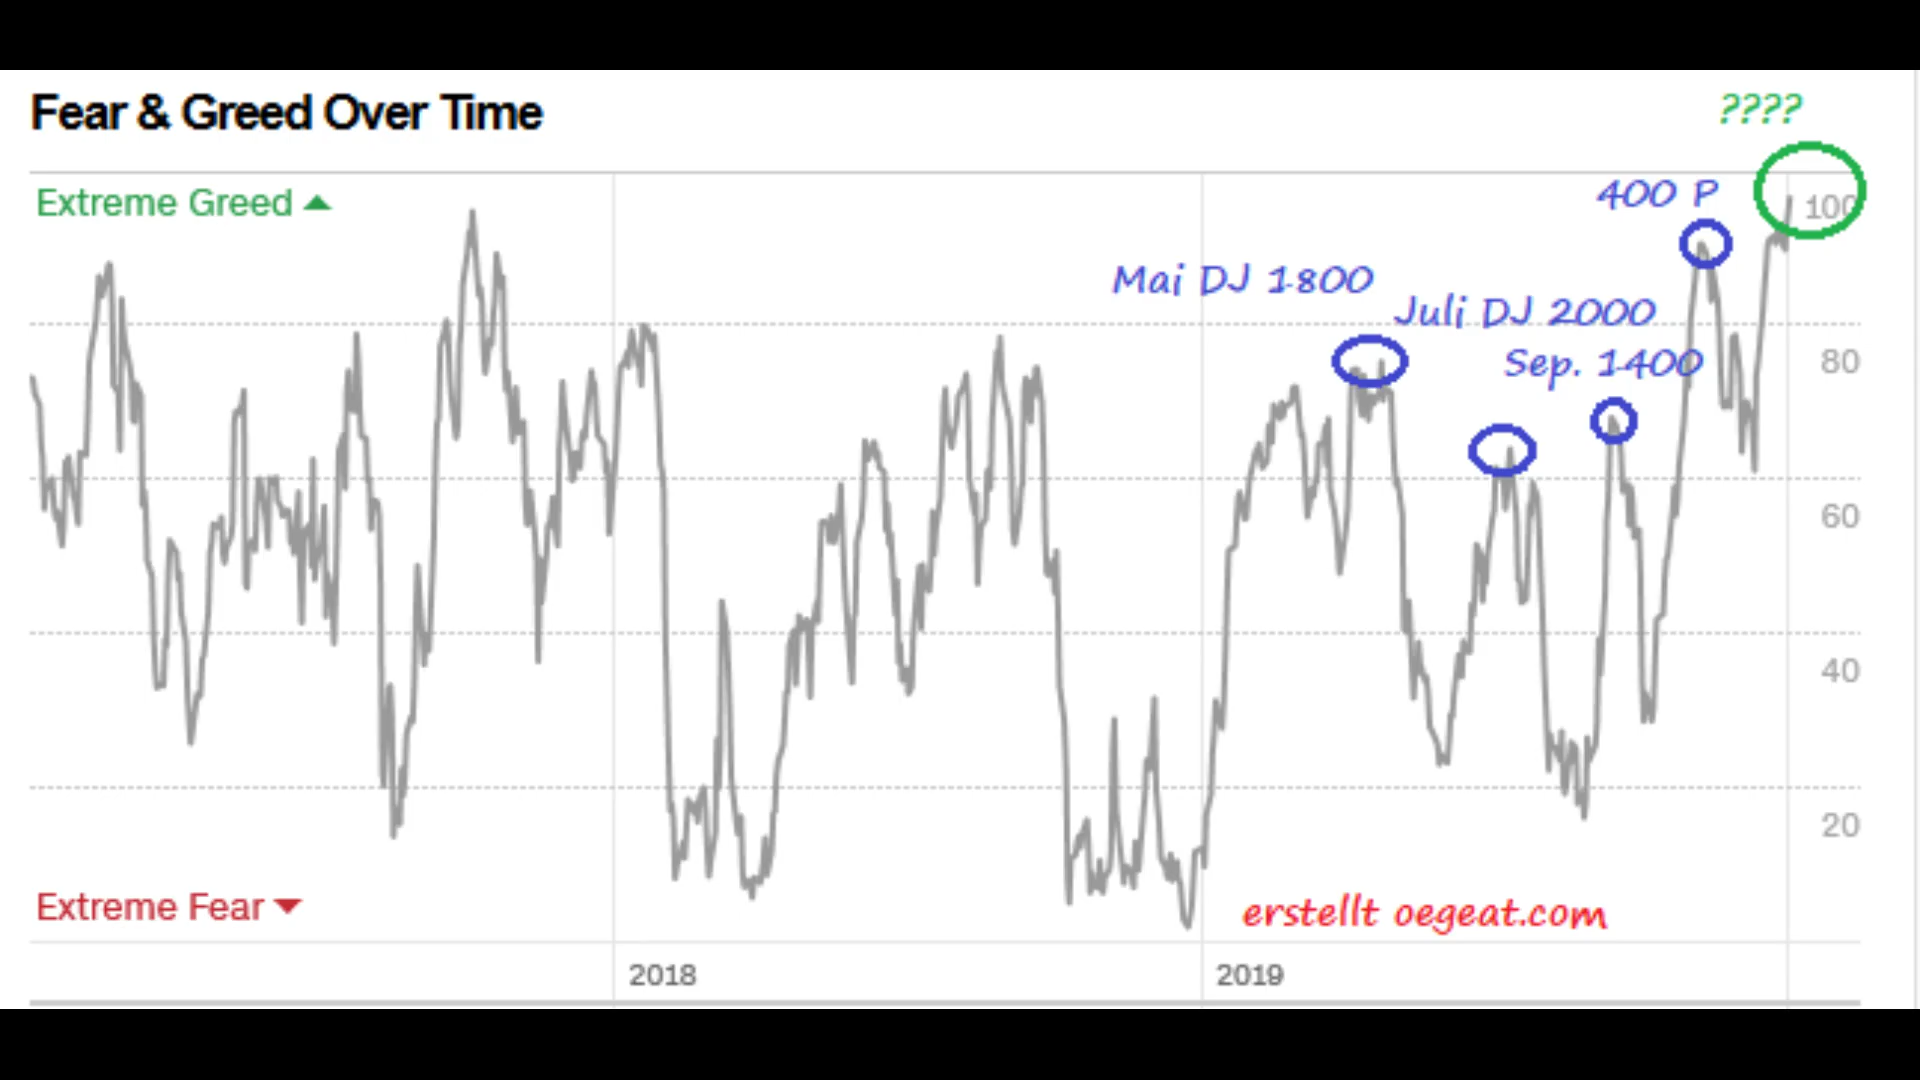 Fear & Greed Over Time
????
Extreme Greed
400 P
100
Mai DJ 1800
Juli DJ 2000
Sep. 1400
80
60
40
20
Extreme Fear
erstellt oegeat.com
2018
2019